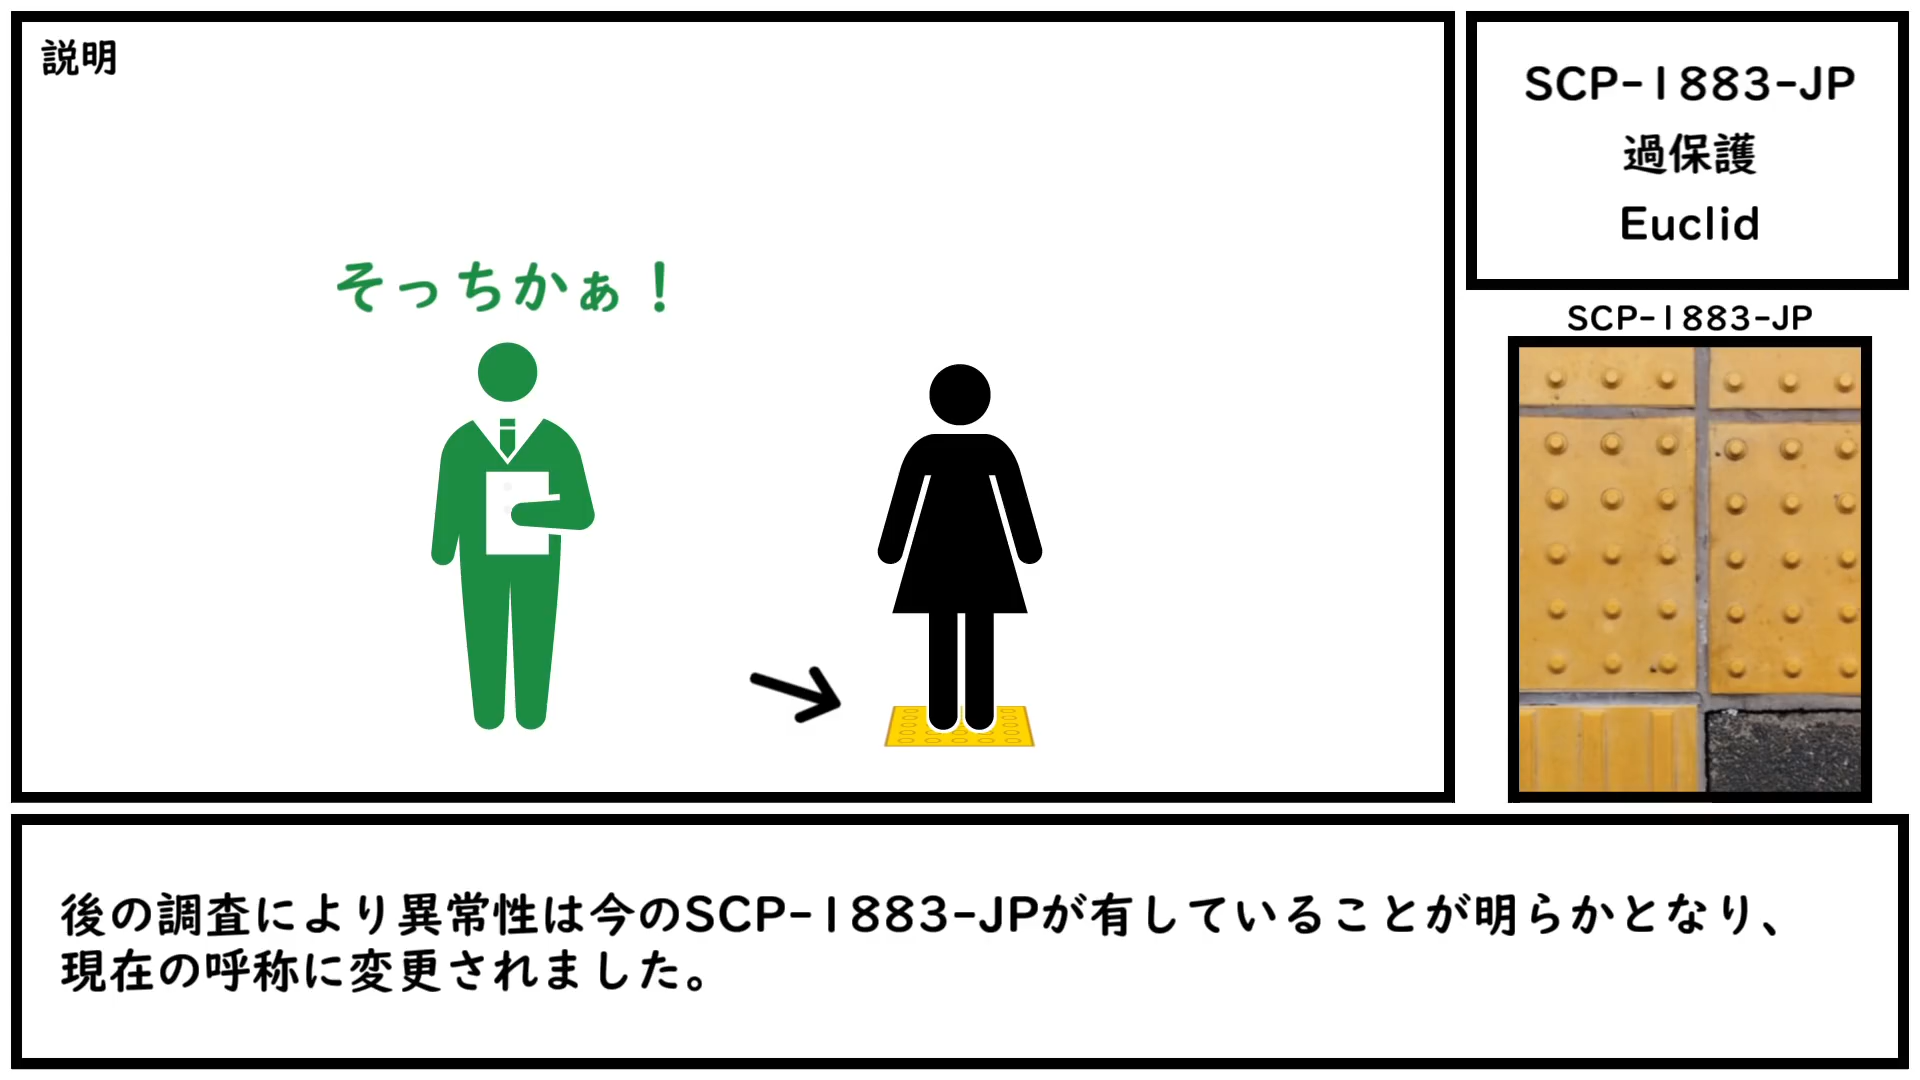 説明
そっちかぁ！
SCP-1883-JP
過保護
Euclid
SCP-1883-JP
後の調査により異常性は今のSCP-1883-JPが有していることが明らかとなり、
現在の呼称に変更されました。